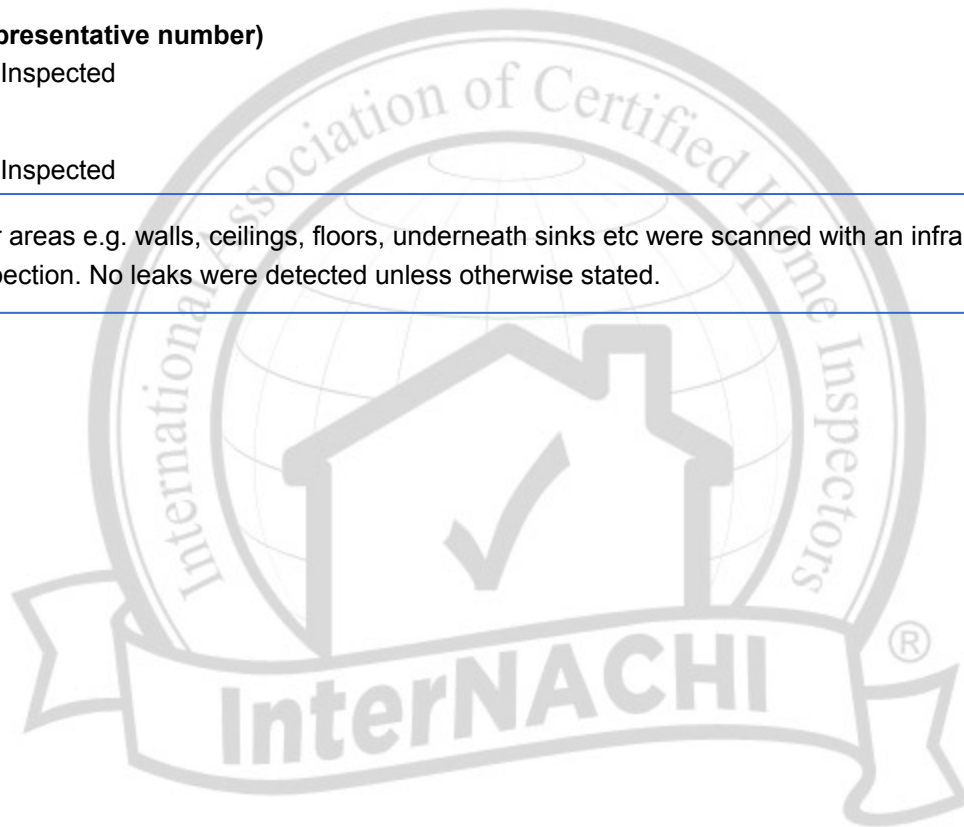 presentative number)
Inspected
Inspected
r areas e.g. walls, ceilings, floors, underneath sinks etc were scanned with an infra
pection. No leaks were detected unless otherwise stated.
International Association of Certified Home Inspectors
InterNACHI
®